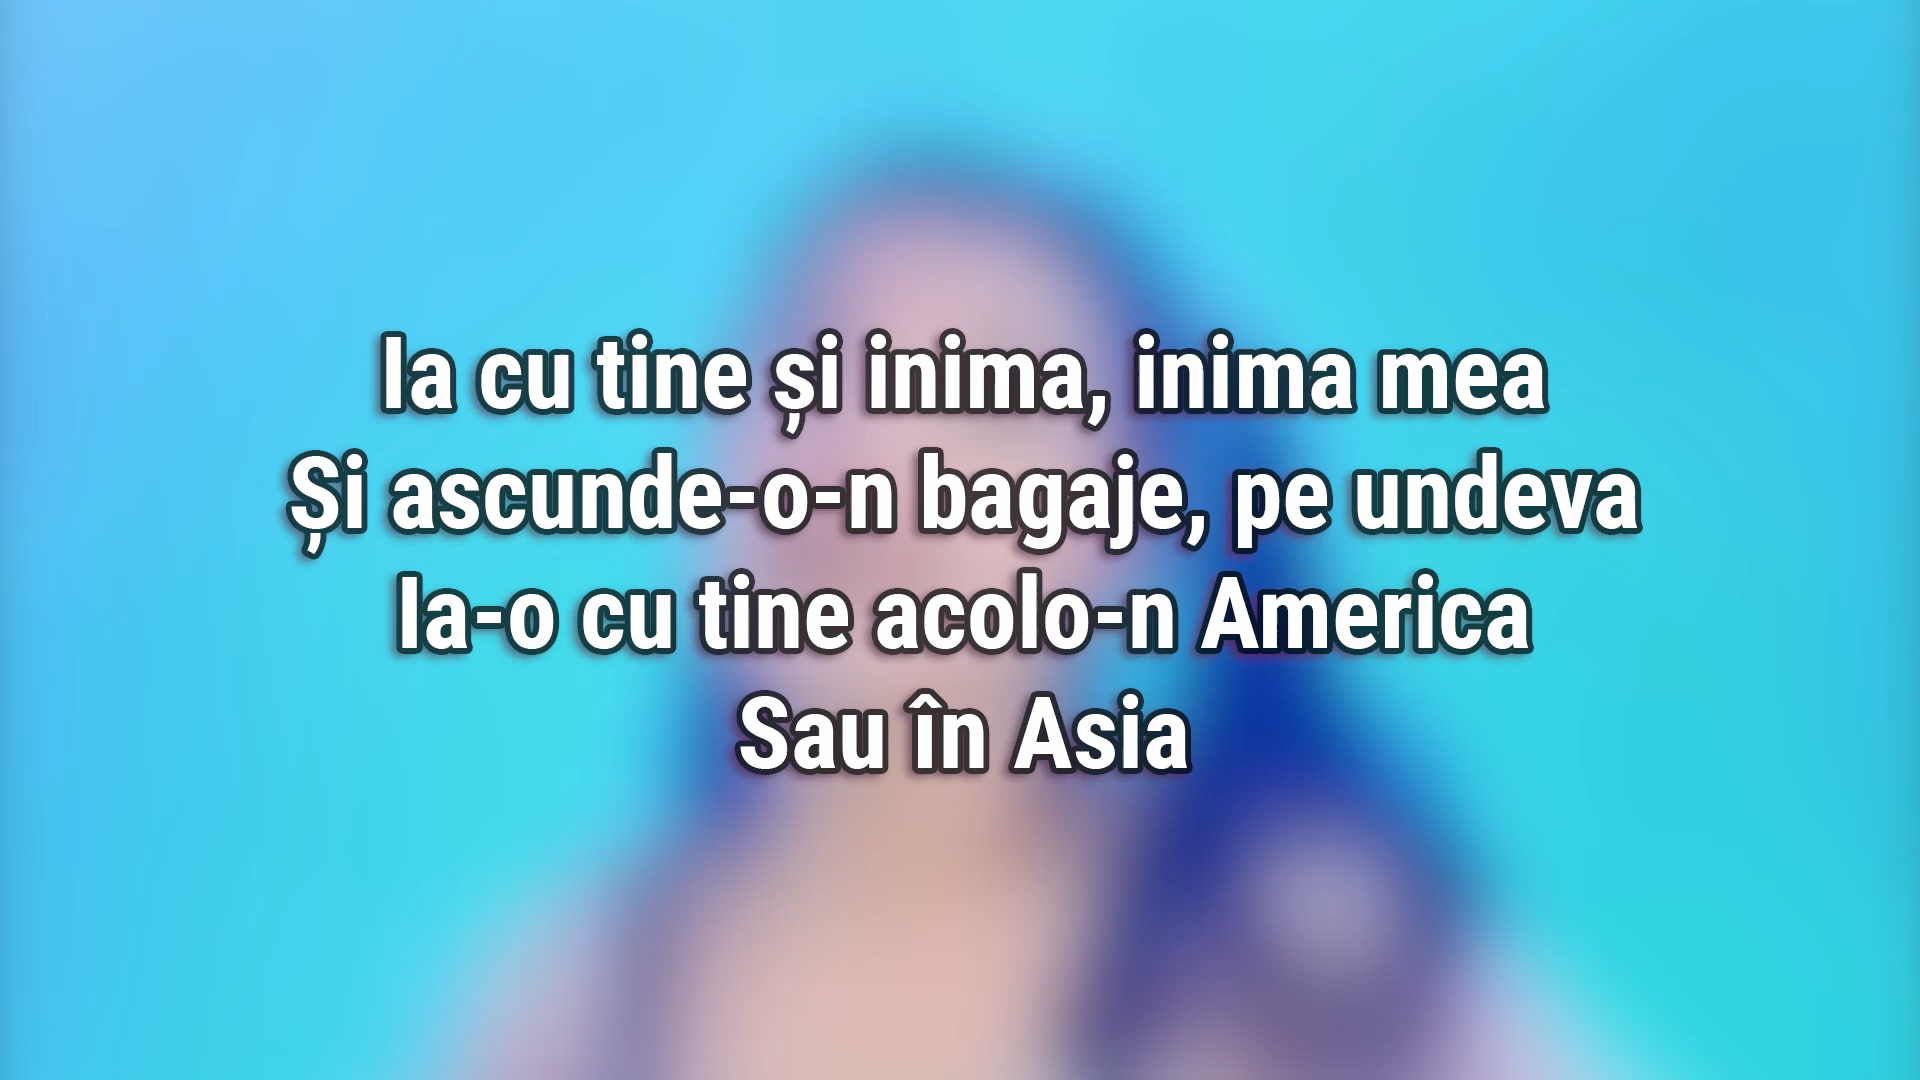 Ia cu tine și inima, inima mea
Și ascunde-o-n bagaje, pe undeva
Ia-o cu tine acolo-n America
Sau în Asia